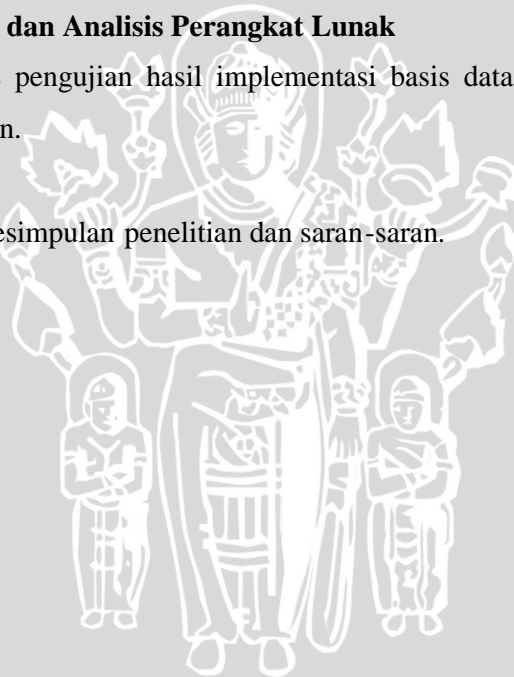 dan Analisis Perangkat Lunak
pengujian hasil implementasi basis data
n.
esimpulan penelitian dan saran-saran.